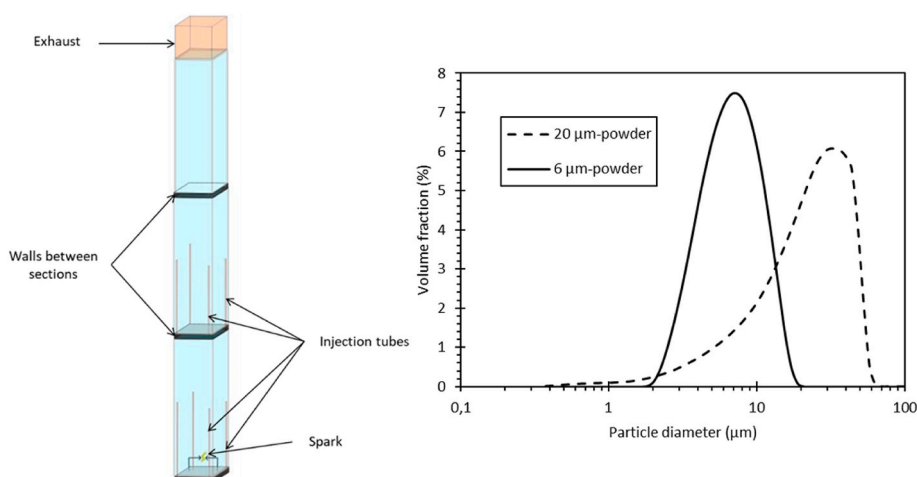 Exhaust
Walls between
sections
Injection tubes
Spark
8
7
6
5
4
3
2
1
0
Volume fraction (%)
20 µm-powder
6 µm-powder
0,1
1
10
100
Particle diameter (µm)